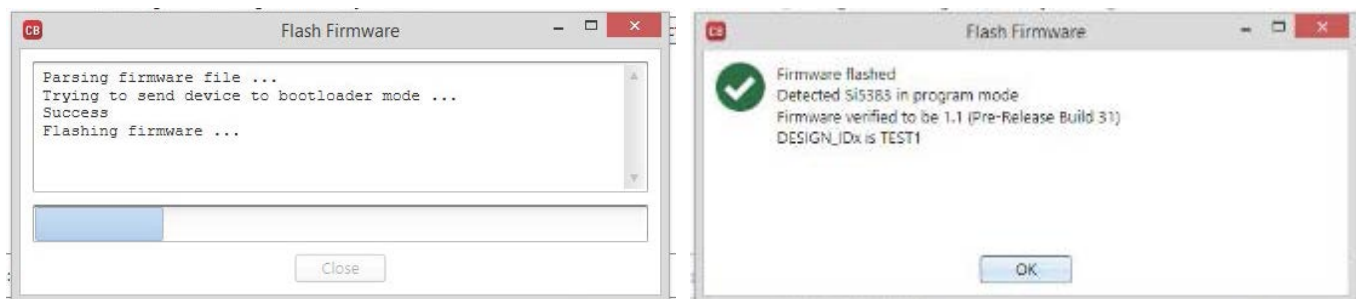 CB Flash Firmware
Parsing firmware file ...
Trying to send device to bootloader mode ...
Success
Flashing firmware ...
Close
CB Flash Firmware
Firmware flashed
Detected Si5383 in program mode
Firmware verified to be 1.1 (Pre-Release Build 31)
DESIGN_IDx is TEST1
OK